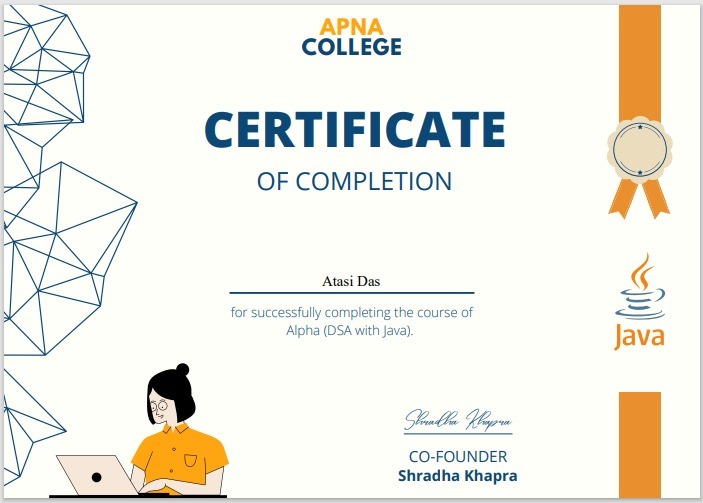 APNA
COLLEGE
CERTIFICATE
OF COMPLETION
Atasi Das
for successfully completing the course of
Alpha (DSA with Java).
Java
Shradha Khapra
CO-FOUNDER
Shradha Khapra